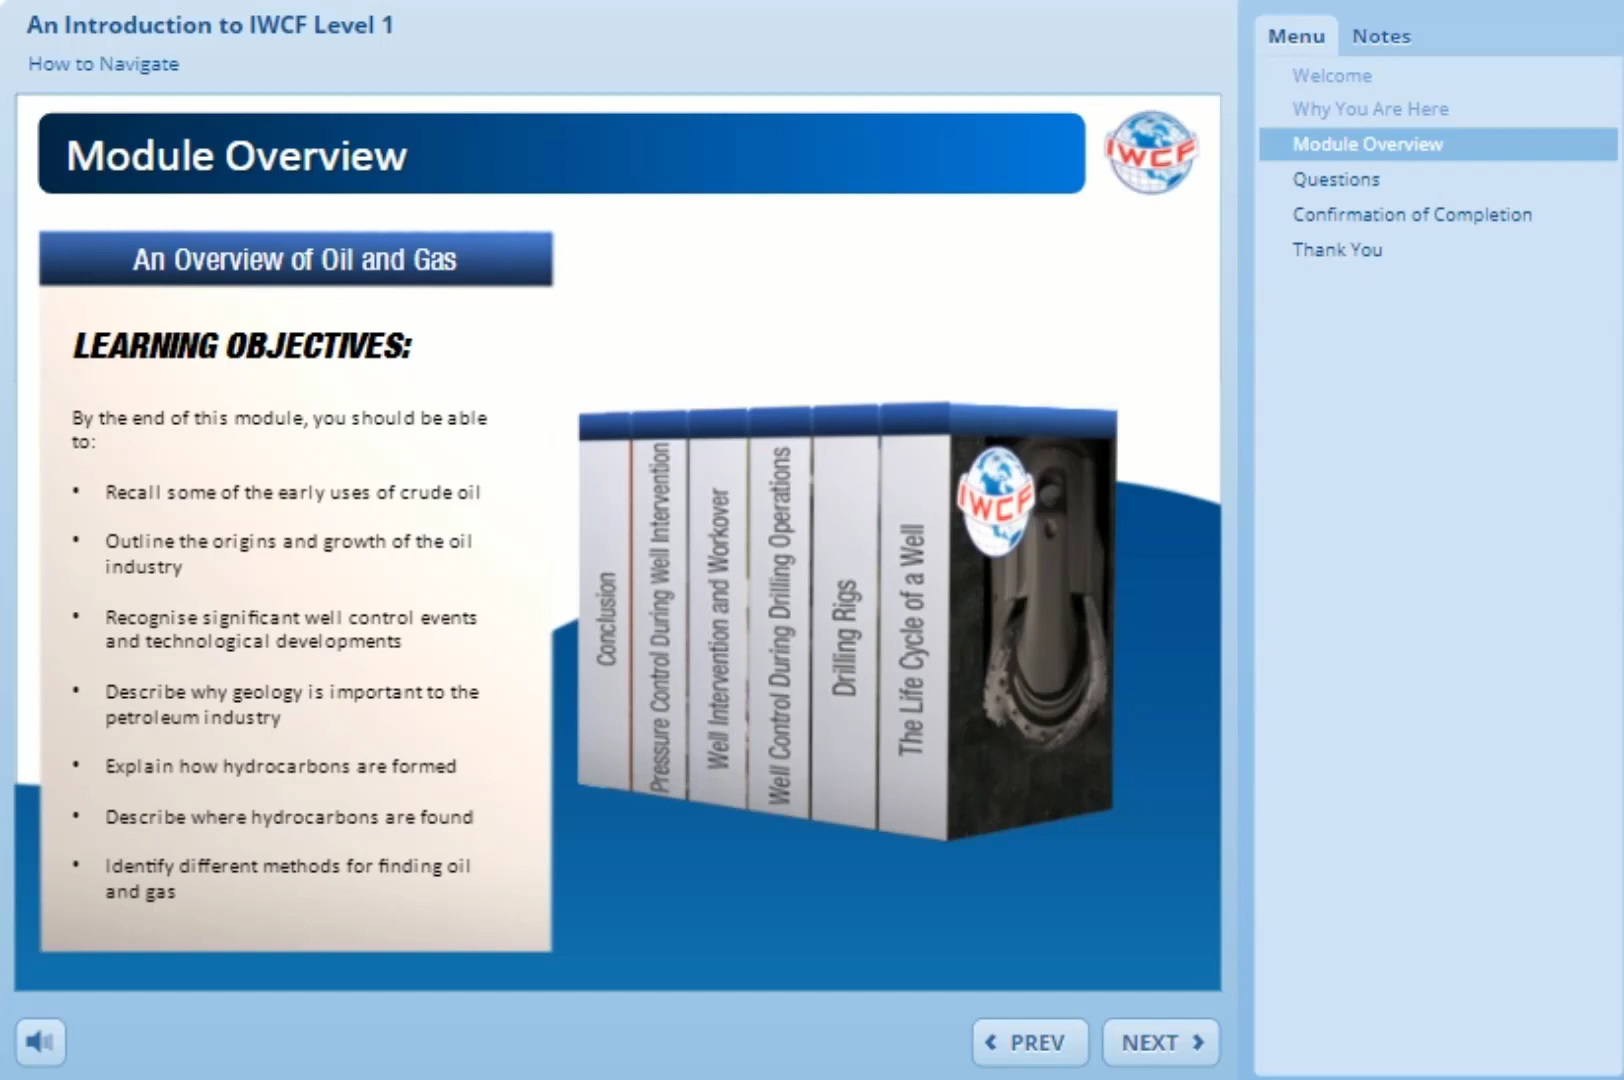 An Introduction to IWCF Level 1
How to Navigate
Module Overview
IWCF
An Overview of Oil and Gas
LEARNING OBJECTIVES:
By the end of this module, you should be able
to:
• Recall some of the early uses of crude oil
• Outline the origins and growth of the oil
industry
• Recognise significant well control events
and technological developments
• Describe why geology is important to the
petroleum industry
• Explain how hydrocarbons are formed
• Describe where hydrocarbons are found
• Identify different methods for finding oil
and gas
Conclusion
Pressure Control During Well Intervention
Well Intervention and Workover
Well Control During Drilling Operations
Drilling Rigs
The Life Cycle of a Well
IWCF
PREV
NEXT
Menu
Notes
Welcome
Why You Are Here
Module Overview
Questions
Confirmation of Completion
Thank You